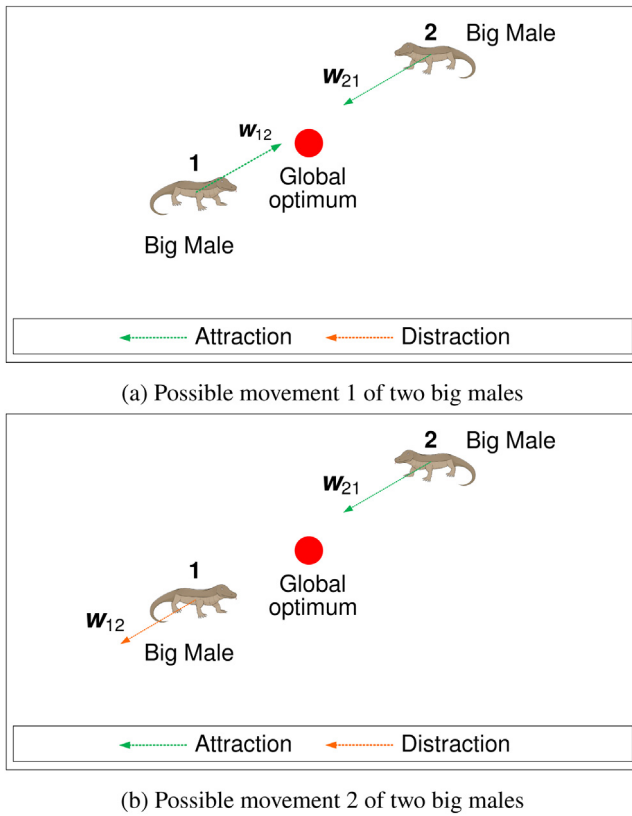 2 Big Male
w21
w12
1
Global
optimum
Big Male
Attraction Distraction
(a) Possible movement 1 of two big males
2 Big Male
w21
1
Global
optimum
w12
Big Male
Attraction Distraction
(b) Possible movement 2 of two big males